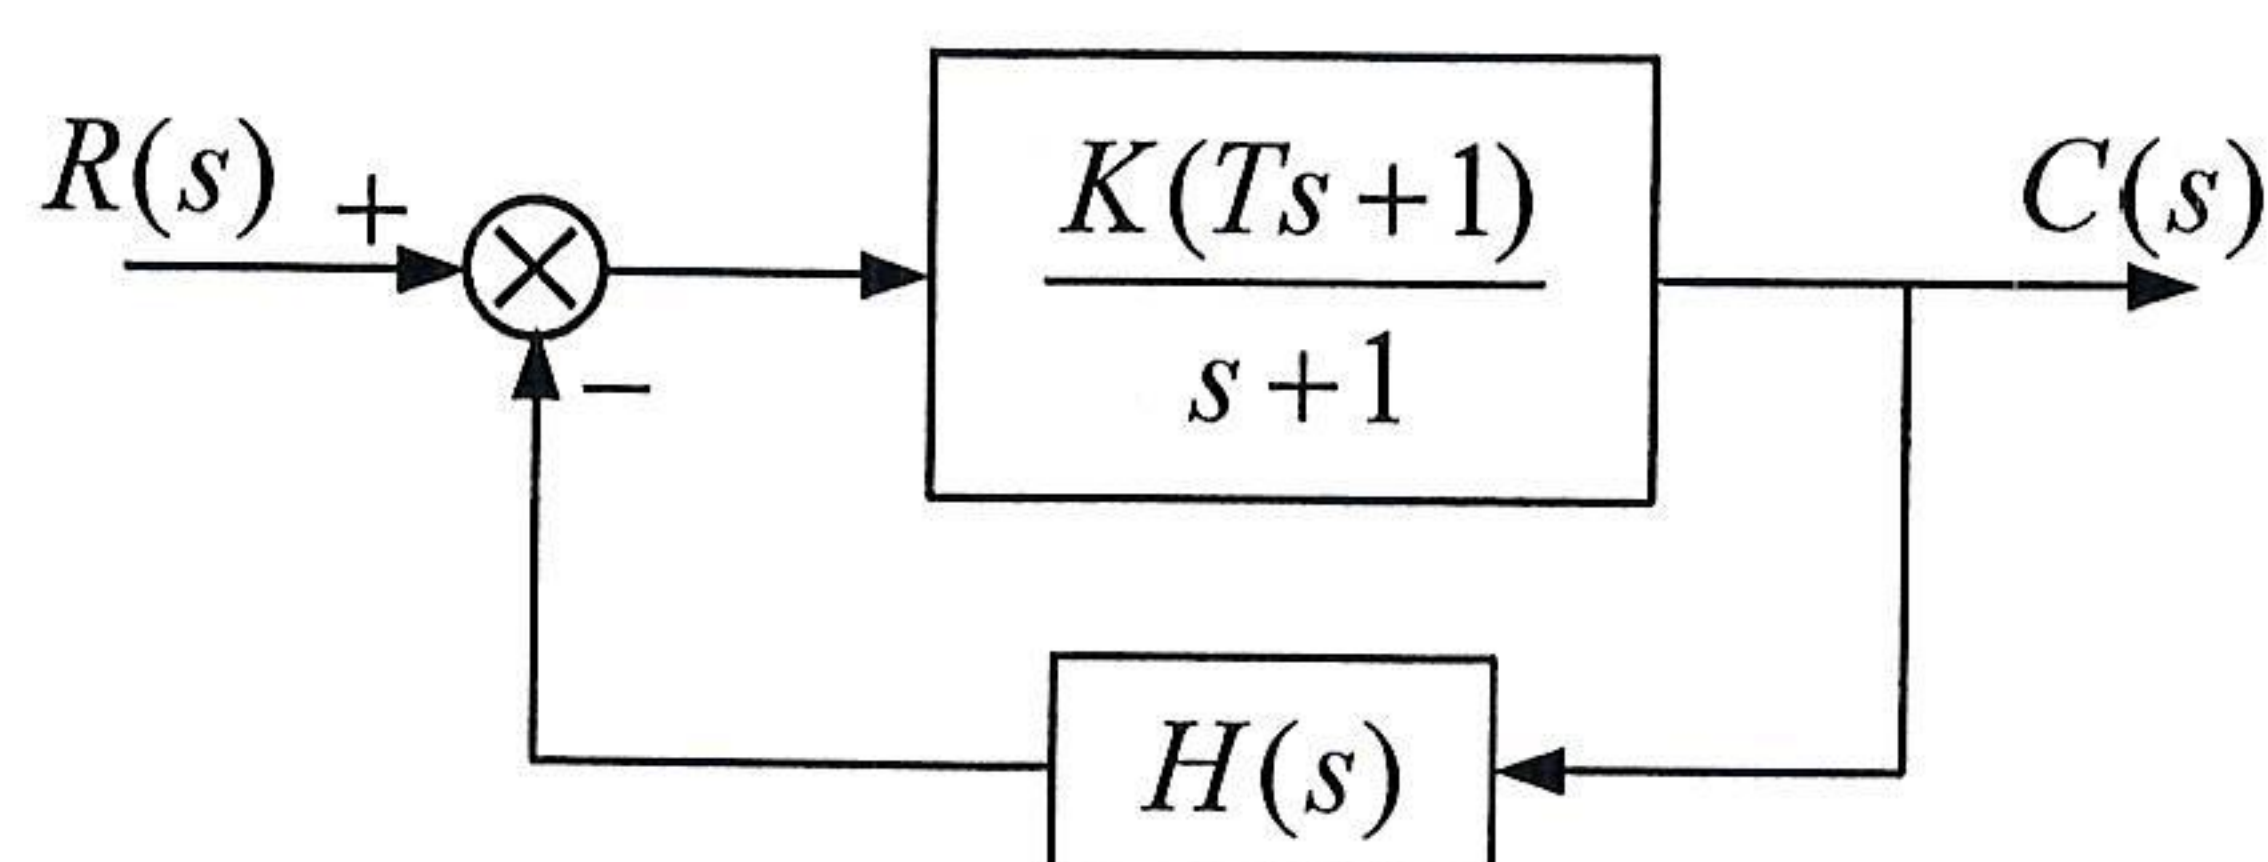 R(s)
+
K(Ts+1)
s+1
C(s)
−
H(s)